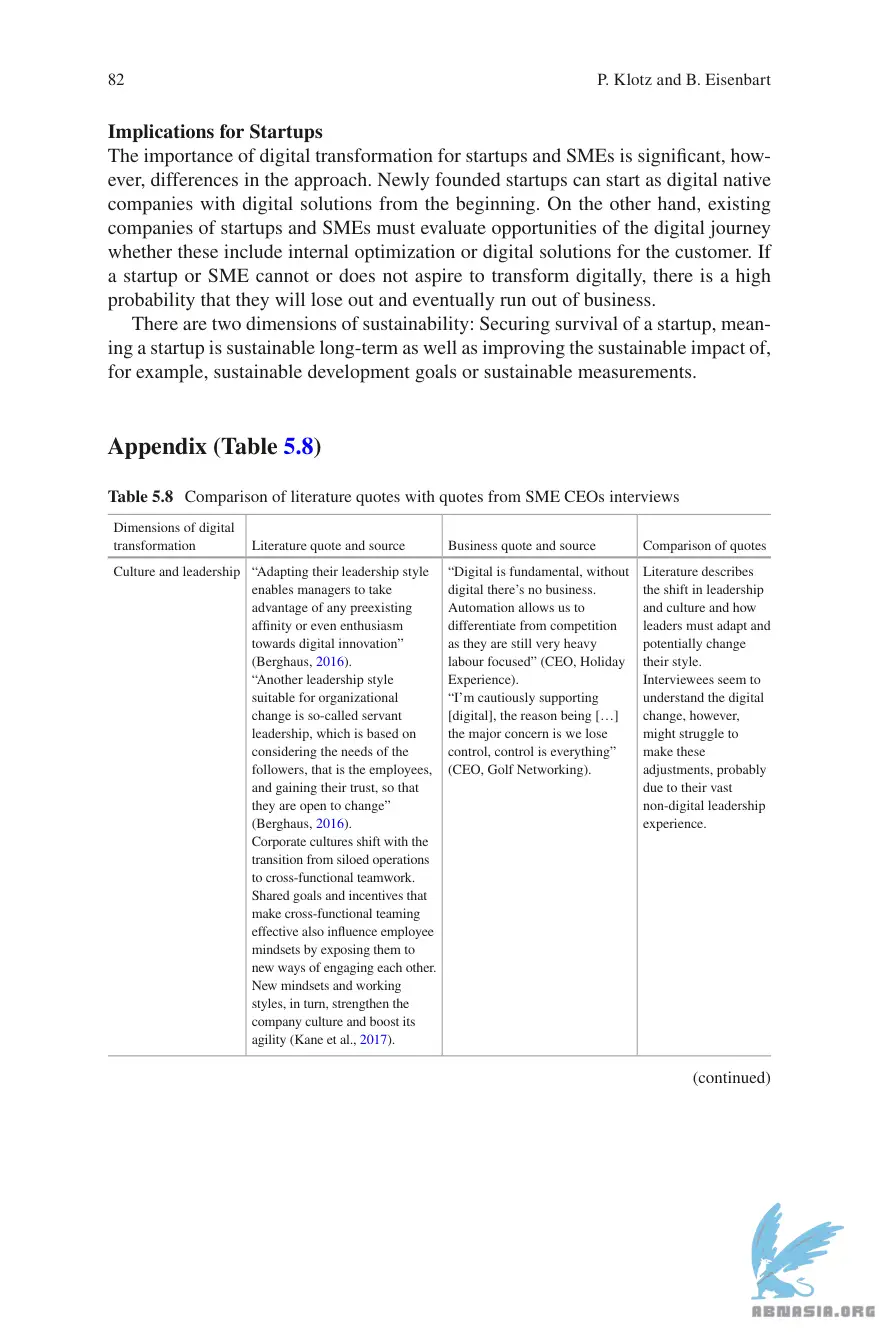 82
P. Klotz and B. Eisenbart
Implications for Startups
The importance of digital transformation for startups and SMEs is significant, how-
ever, differences in the approach. Newly founded startups can start as digital native
companies with digital solutions from the beginning. On the other hand, existing
companies of startups and SMEs must evaluate opportunities of the digital journey
whether these include internal optimization or digital solutions for the customer. If
a startup or SME cannot or does not aspire to transform digitally, there is a high
probability that they will lose out and eventually run out of business.
There are two dimensions of sustainability: Securing survival of a startup, mean-
ing a startup is sustainable long-term as well as improving the sustainable impact of,
for example, sustainable development goals or sustainable measurements.
Appendix (Table 5.8)
Table 5.8 Comparison of literature quotes with quotes from SME CEOs interviews
Dimensions of digital
transformation
Literature quote and source
Business quote and source
Comparison of quotes
Culture and leadership
“Adapting their leadership style
enables managers to take
advantage of any preexisting
affinity or even enthusiasm
towards digital innovation”
(Berghaus, 2016).
“Another leadership style
suitable for organizational
change is so-called servant
leadership, which is based on
considering the needs of the
followers, that is the employees,
and gaining their trust, so that
they are open to change”
(Berghaus, 2016).
Corporate cultures shift with the
transition from siloed operations
to cross-functional teamwork.
Shared goals and incentives that
make cross-functional teaming
effective also influence employee
mindsets by exposing them to
new ways of engaging each other.
New mindsets and working
styles, in turn, strengthen the
company culture and boost its
agility (Kane et al., 2017).
“Digital is fundamental, without
digital there’s no business.
Automation allows us to
differentiate from competition
as they are still very heavy
labour focused” (CEO, Holiday
Experience).
“I’m cautiously supporting
[digital], the reason being […]
the major concern is we lose
control, control is everything”
(CEO, Golf Networking).
Literature describes
the shift in leadership
and culture and how
leaders must adapt and
potentially change
their style.
Interviewees seem to
understand the digital
change, however,
might struggle to
make these
adjustments, probably
due to their vast
non-digital leadership
experience.
(continued)
ABNASIA.ORG